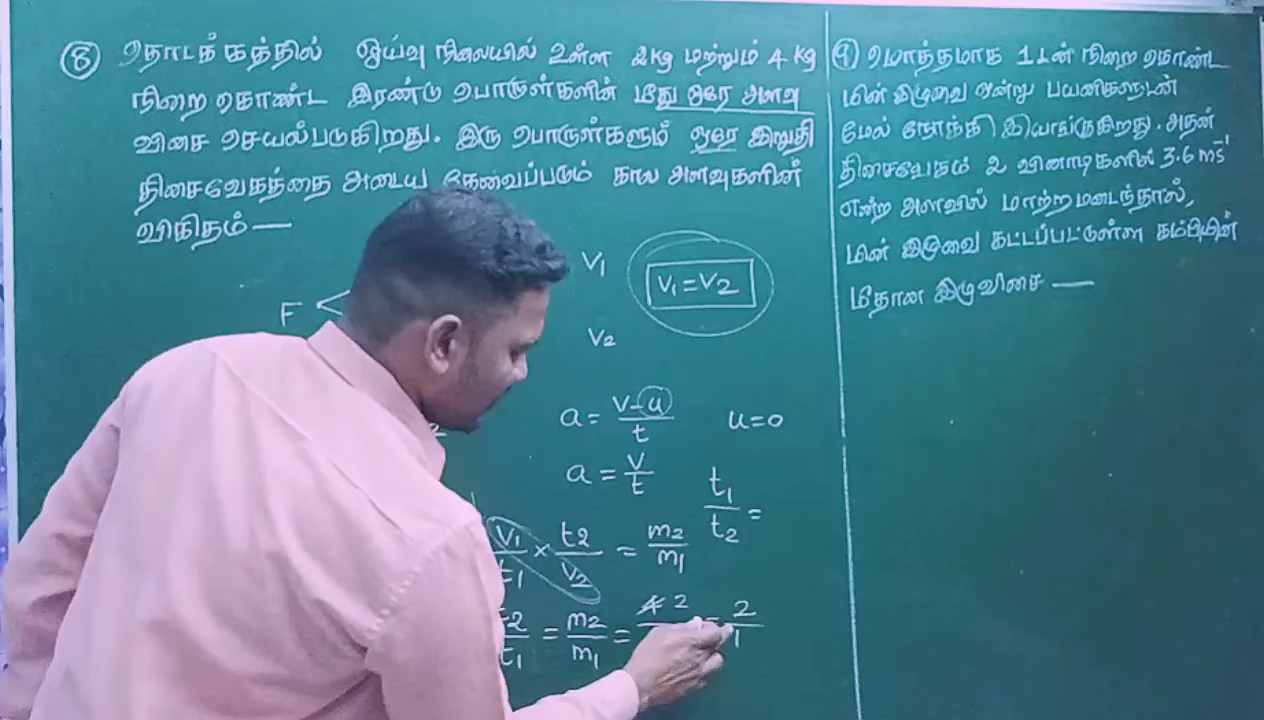 8 தொடக்கத்தில் ஓய்வு நிலையில் உள்ள 2kg மற்றும் 4 kg
நிறை கொண்ட இரண்டு பொருள்களின் மீது ஒரே அளவு
விசை செயல்படுகிறது. இரு பொருள்களும் ஒரே இறுதி
திசைவேகத்தை அடைய தேவைப்படும் கால அளவுகளின்
விகிதம் —
F <
V1
V1 = V2
V2
a = V-u/t u=0
a = V/t
t1/t2 =
V1/t1 × t2/V2 = m2/m1
t2/t1 = m2/m1 = 4 2 = 2/1
9) மொத்தமாக 1 டன் நிறை கொண்ட
மின் இழுவை ஒன்று பயணிகளுடன்
மேல் நோக்கி இயங்குகிறது. அதன்
திசைவேகம் 2 வினாடிகளில் 3.6 ms⁻¹
என்ற அளவில் மாற்றமடைந்தால்,
மின் இழுவை கட்டப்பட்டுள்ள கம்பியின்
மீதான இழுவிசை —